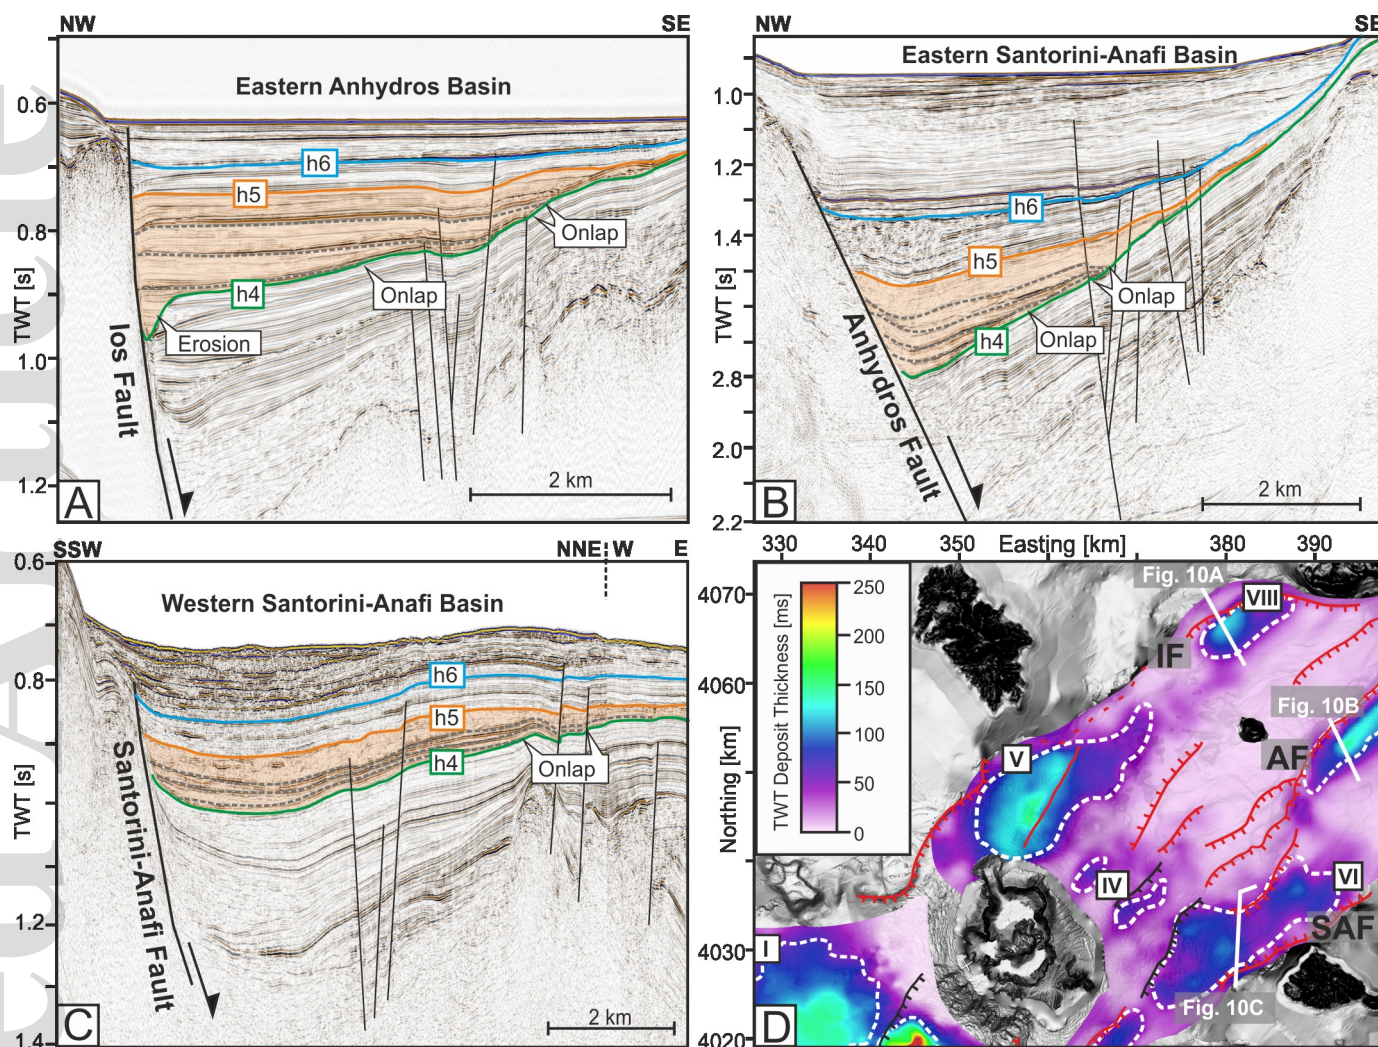 NW
SE
Eastern Anhydros Basin
0.6
0.8
1.0
1.2
TWT [s]
h6
h5
h4
Onlap
Onlap
Erosion
Ios Fault
2 km
A
NW
SE
Eastern Santorini-Anafi Basin
1.0
1.2
1.4
2.8
2.0
2.2
TWT [s]
h6
h5
h4
Onlap
Onlap
Anhydros Fault
2 km
B
SSW
NNE
W
E
Western Santorini-Anafi Basin
0.6
0.8
1.2
1.4
TWT [s]
h6
h5
h4
Onlap
Santorini-Anafi Fault
2 km
C
330
340
350
Easting [km]
380
390
4070
4060
4030
4020
Northing [km]
TWT Deposit Thickness [ms]
250
200
150
100
50
0
Fig. 10A
VIII
IF
Fig. 10B
AF
V
IV
VI
SAF
I
Fig. 10C
D